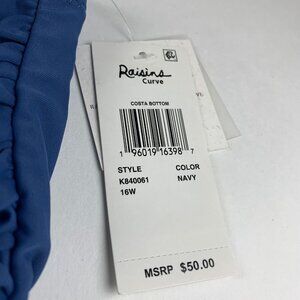 Raisins
Curve
COSTA BOTTOM
1 96019 16398 7
STYLE COLOR
K840061 NAVY
16W
MSRP $50.00